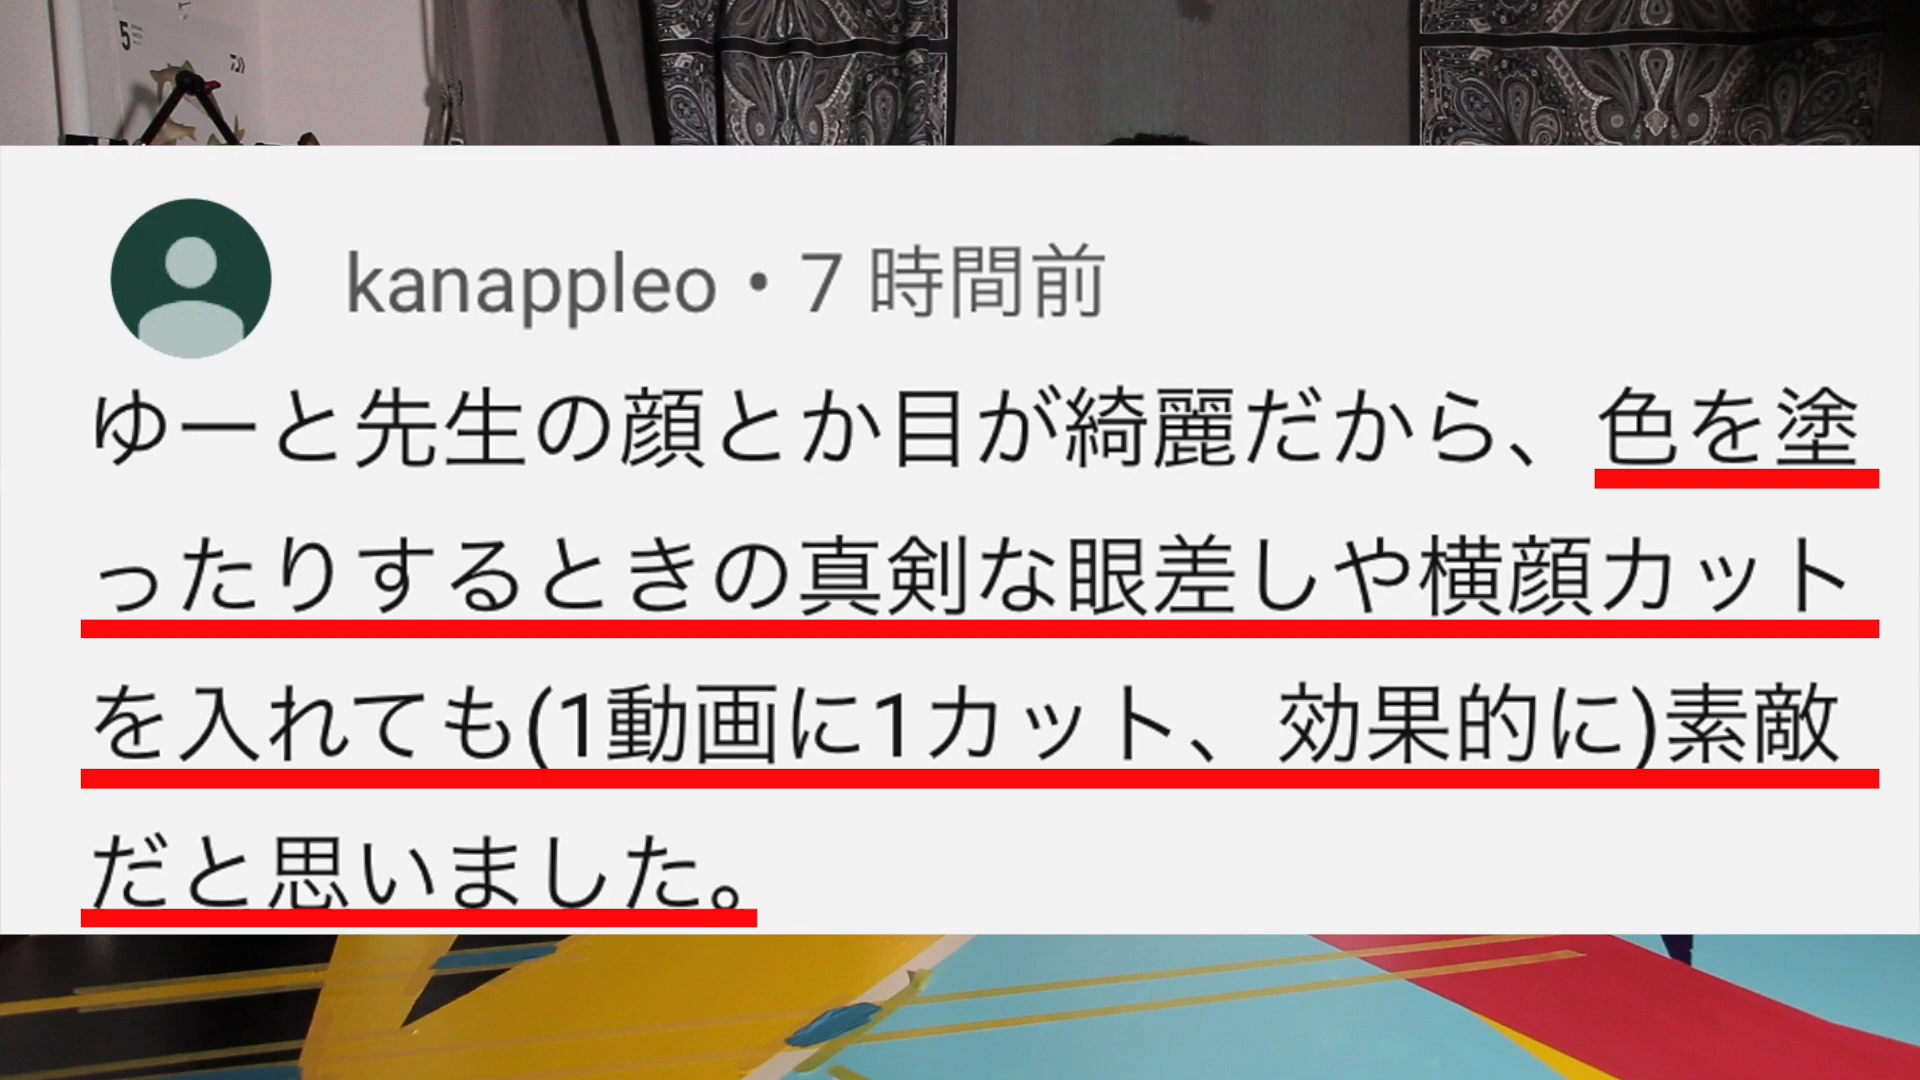 5
kanappleo • 7 時間前
ゆーと先生の顔とか目が綺麗だから、色を塗
ったりするときの真剣な眼差しや横顔カット
を入れても(1動画に1カット、効果的に)素敵
だと思いました。